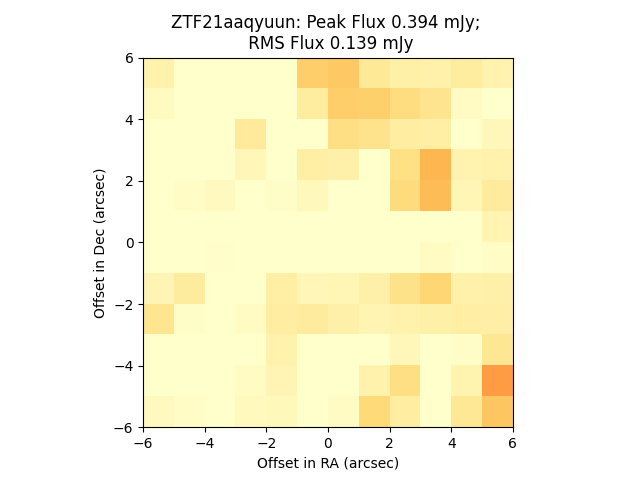 ZTF21aaqyuun: Peak Flux 0.394 mJy;
RMS Flux 0.139 mJy
6
4
2
0
−2
−4
−6
Offset in Dec (arcsec)
−6 −4 −2 0 2 4 6
Offset in RA (arcsec)